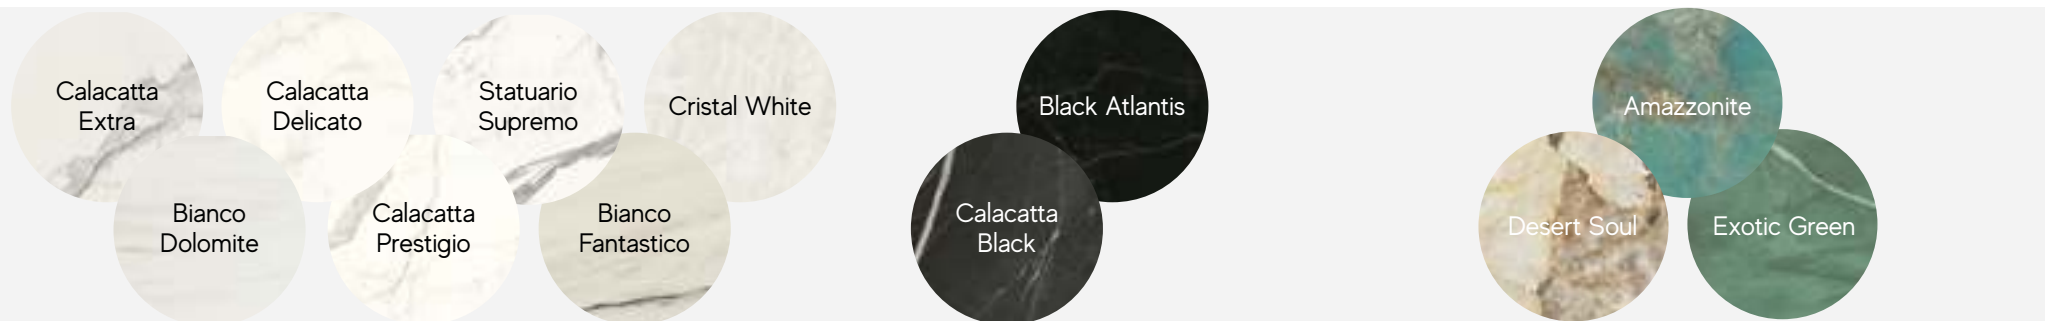 Calacatta
Extra
Calacatta
Delicato
Statuario
Supremo
Cristal White
Bianco
Dolomite
Calacatta
Prestigio
Bianco
Fantastico
Black Atlantis
Calacatta
Black
Amazzonite
Desert Soul
Exotic Green